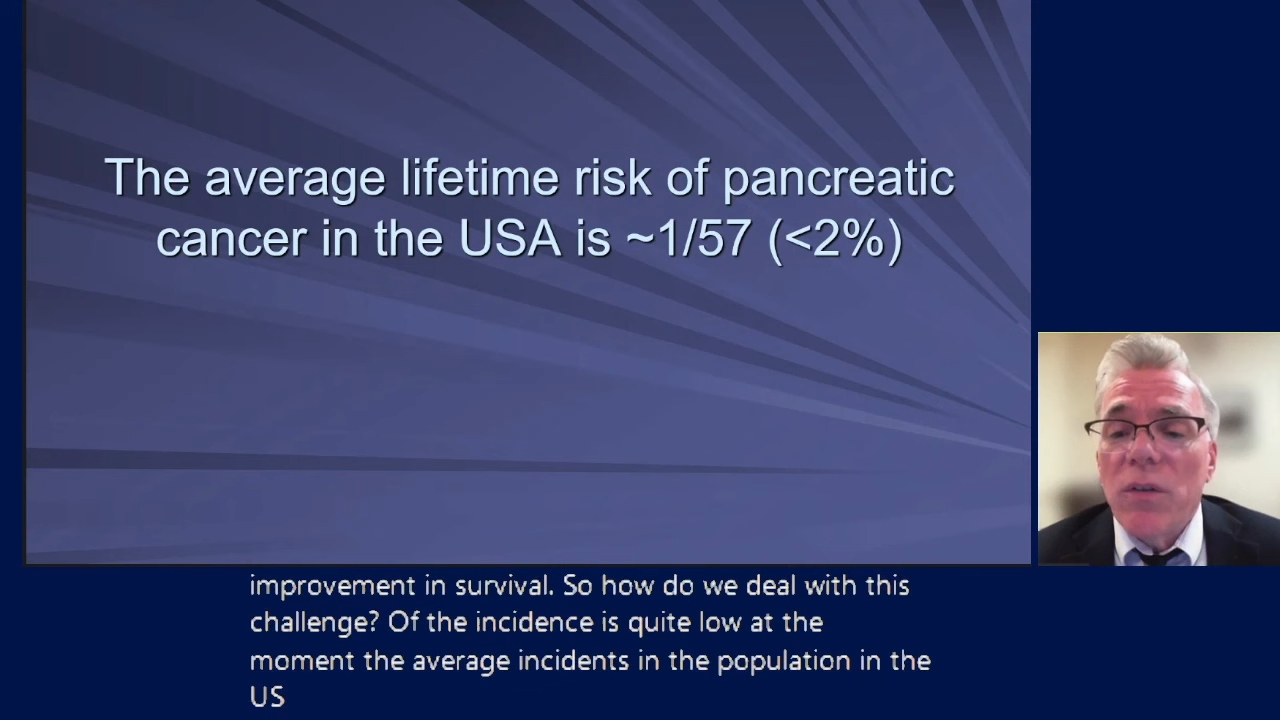 The average lifetime risk of pancreatic
cancer in the USA is ~1/57 (<2%)
improvement in survival. So how do we deal with this
challenge? Of the incidence is quite low at the
moment the average incidents in the population in the
US